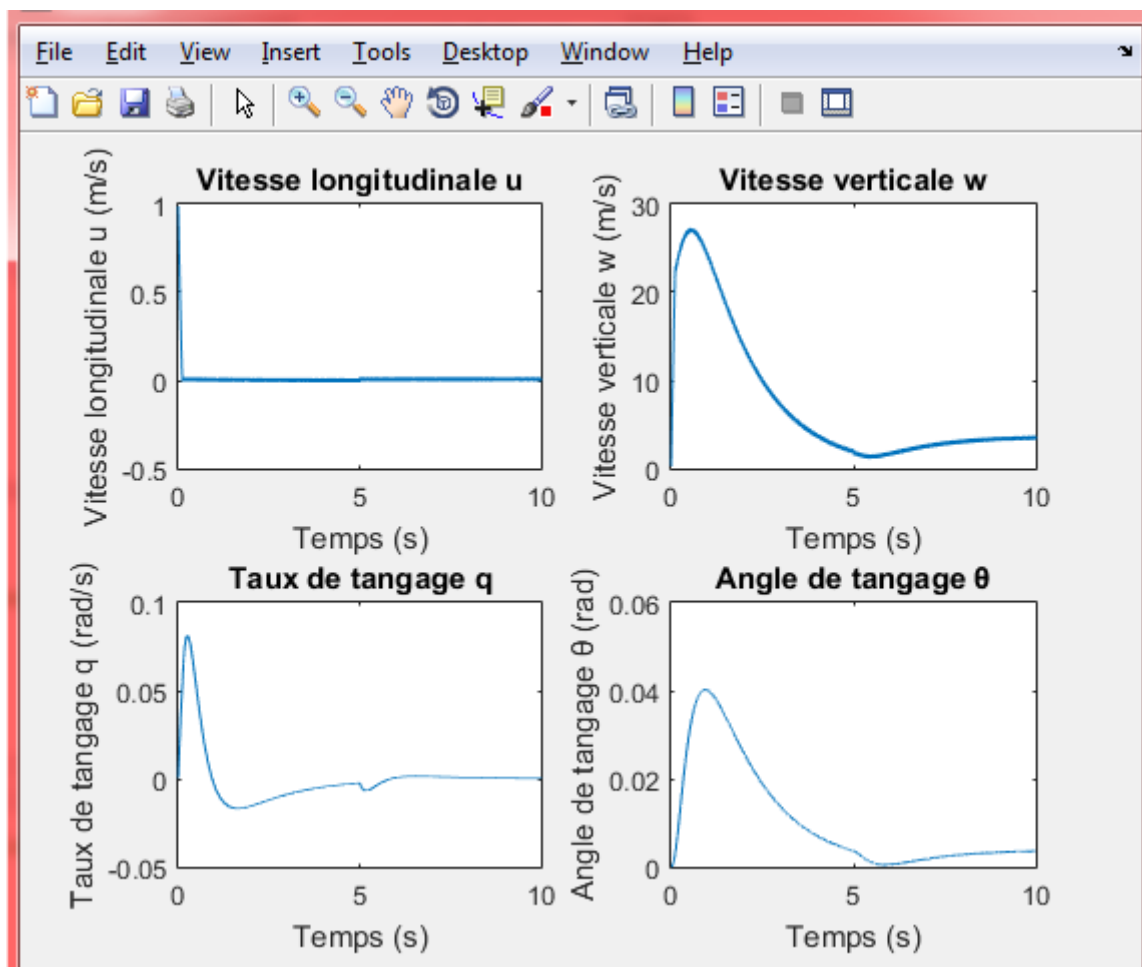 File Edit View Insert Tools Desktop Window Help
Vitesse longitudinale u
Vitesse longitudinale u (m/s)
1
0.5
0
-0.5
0 5 10
Temps (s)
Vitesse verticale w
Vitesse verticale w (m/s)
30
20
10
0
0 5 10
Temps (s)
Taux de tangage q
Taux de tangage q (rad/s)
0.1
0.05
0
-0.05
0 5 10
Temps (s)
Angle de tangage θ
Angle de tangage θ (rad)
0.06
0.04
0.02
0
0 5 10
Temps (s)